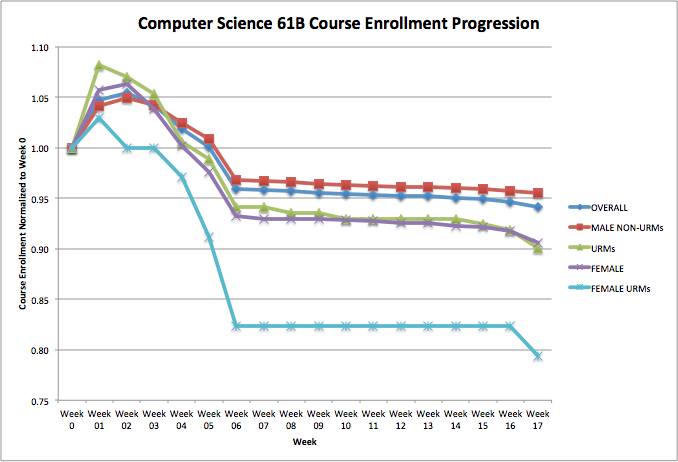 Computer Science 61B Course Enrollment Progression
Course Enrollment Normalized to Week 0
1.10
1.05
1.00
0.95
0.90
0.85
0.80
0.75
Week Week Week Week Week Week Week Week Week Week Week Week Week Week Week Week Week Week
0 01 02 03 04 05 06 07 08 09 10 11 12 13 14 15 16 17
Week
OVERALL
MALE NON-URMs
URMs
FEMALE
FEMALE URMs